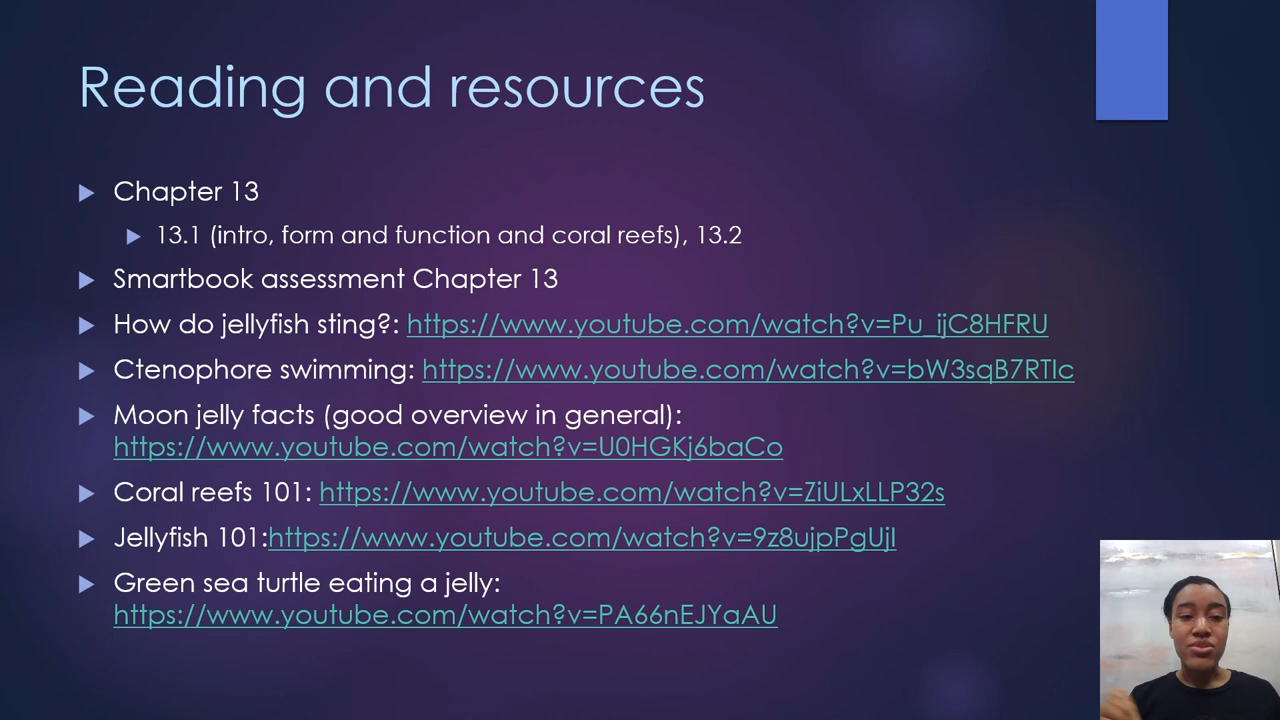 Reading and resources
Chapter 13
13.1 (intro, form and function and coral reefs), 13.2
Smartbook assessment Chapter 13
How do jellyfish sting?: https://www.youtube.com/watch?v=Pu_ijC8HFRU
Ctenophore swimming: https://www.youtube.com/watch?v=bW3sqB7RTIc
Moon jelly facts (good overview in general):
https://www.youtube.com/watch?v=U0HGKj6baCo
Coral reefs 101: https://www.youtube.com/watch?v=ZiULxLLP32s
Jellyfish 101:https://www.youtube.com/watch?v=9z8ujpPgUjI
Green sea turtle eating a jelly:
https://www.youtube.com/watch?v=PA66nEJYaAU